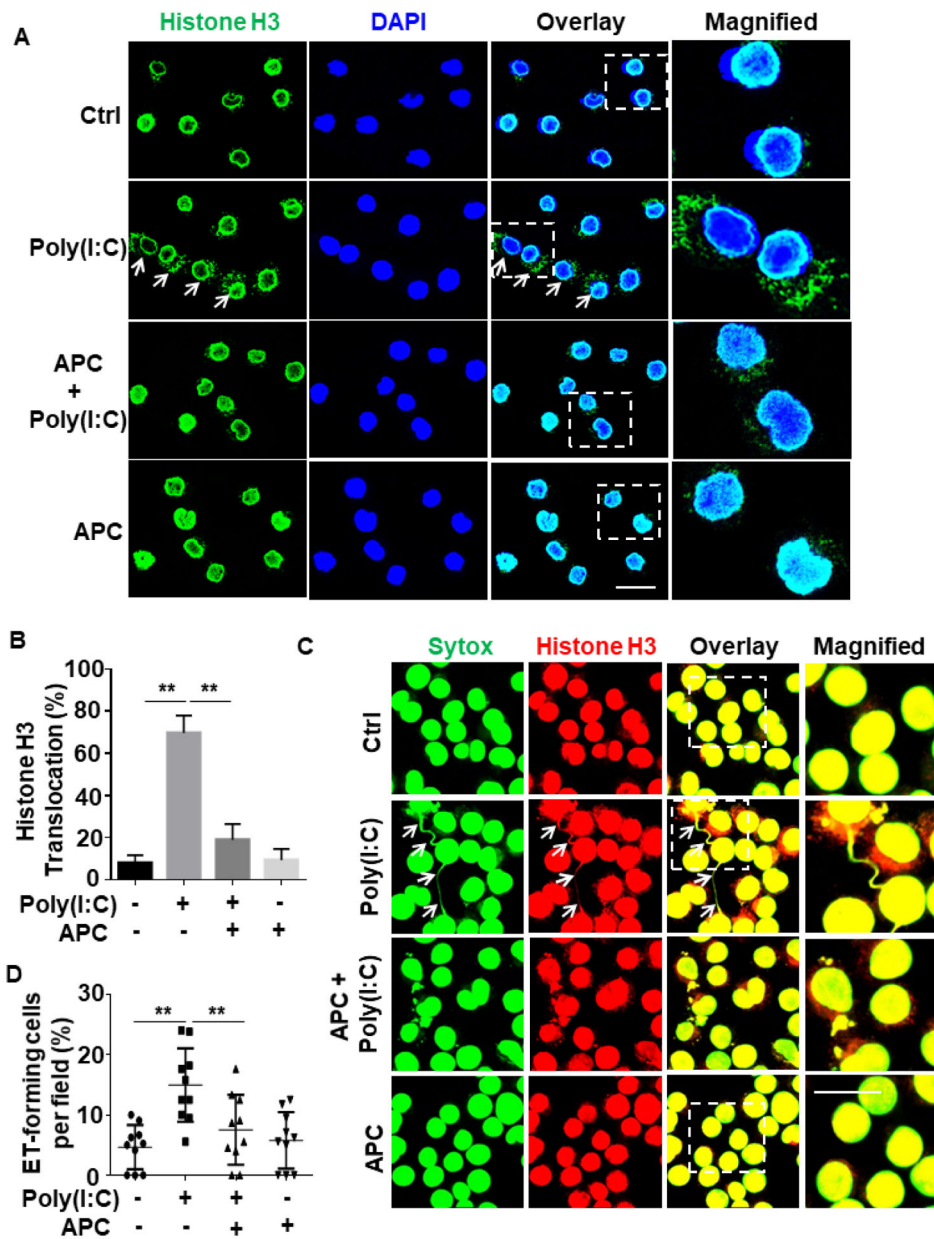 A
Histone H3 DAPI Overlay Magnified
Ctrl
Poly(I:C)
APC
+
Poly(I:C)
APC
B
Histone H3
Translocation (%)
100
80
60
40
20
0
** **
Poly(I:C) - + + -
APC - - + +
C
Sytox Histone H3 Overlay Magnified
Ctrl
Poly(I:C)
APC +
Poly(I:C)
APC
D
ET-forming cells
per field (%)
30
20
10
0
** **
Poly(I:C) - + + -
APC - - + +